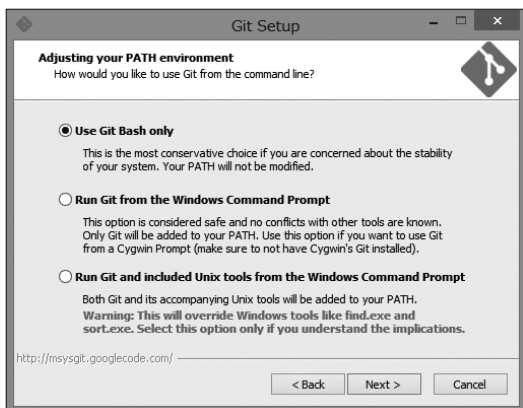 Git Setup
Adjusting your PATH environment
How would you like to use Git from the command line?
Use Git Bash only
This is the most conservative choice if you are concerned about the stability
of your system. Your PATH will not be modified.
Run Git from the Windows Command Prompt
This option is considered safe and no conflicts with other tools are known.
Only Git will be added to your PATH. Use this option if you want to use Git
from a Cygwin Prompt (make sure to not have Cygwin's Git installed).
Run Git and included Unix tools from the Windows Command Prompt
Both Git and its accompanying Unix tools will be added to your PATH.
Warning: This will override Windows tools like find.exe and
sort.exe. Select this option only if you understand the implications.
http://msysgit.googlecode.com/
< Back Next > Cancel